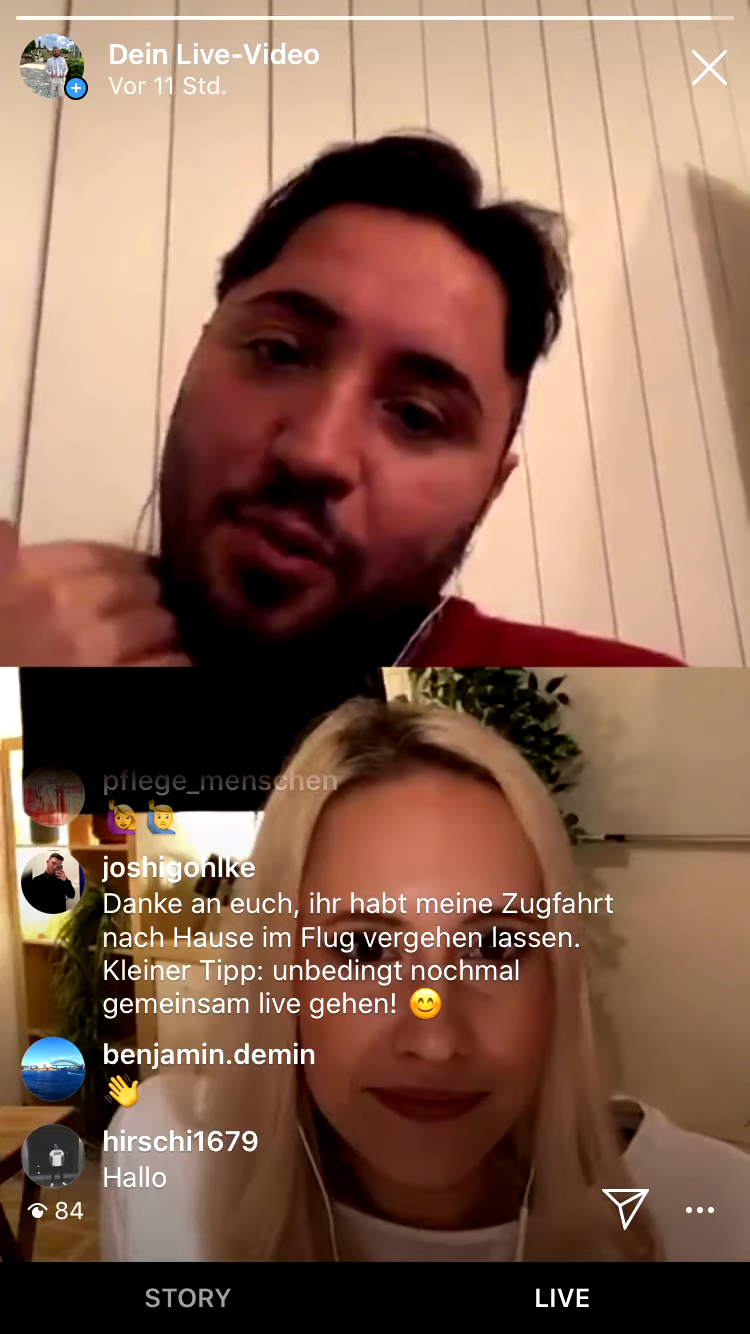 Dein Live-Video
Vor 11 Std.
pflege_menschen
🙋‍♀️🙋‍♂️
joshigohlke
Danke an euch, ihr habt meine Zugfahrt
nach Hause im Flug vergehen lassen.
Kleiner Tipp: unbedingt nochmal
gemeinsam live gehen! 😊
benjamin.demin
👋
hirschi1679
Hallo
84
STORY
LIVE